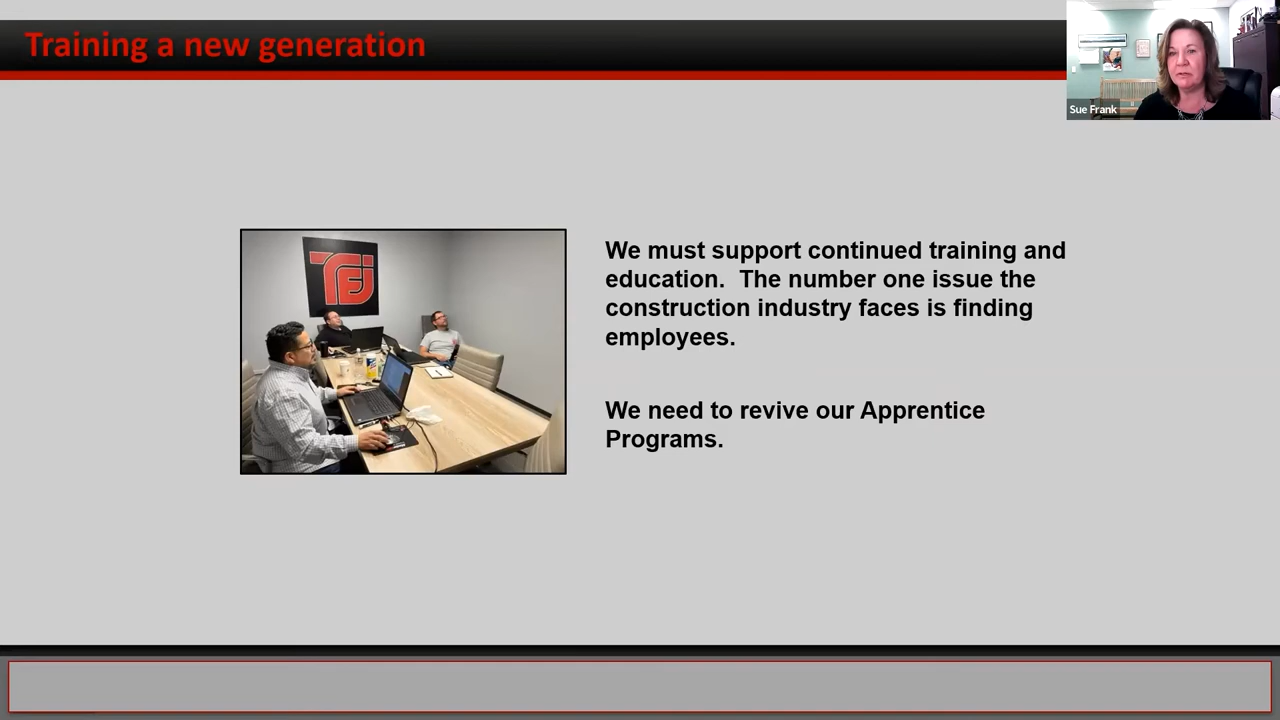 Training a new generation
Sue Frank
TEI
We must support continued training and
education.  The number one issue the
construction industry faces is finding
employees.
We need to revive our Apprentice
Programs.